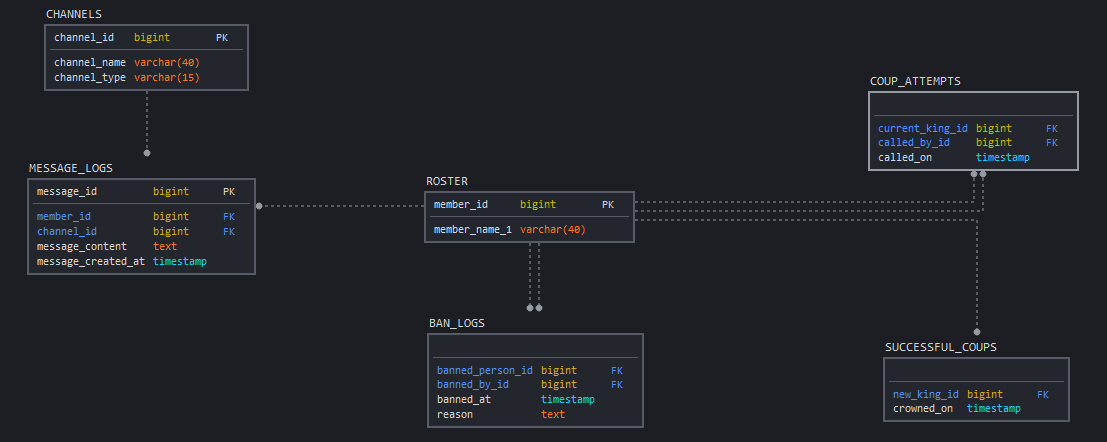 CHANNELS
channel_id bigint PK
channel_name varchar(40)
channel_type varchar(15)
MESSAGE_LOGS
message_id bigint PK
member_id bigint FK
channel_id bigint FK
message_content text
message_created_at timestamp
ROSTER
member_id bigint PK
member_name_1 varchar(40)
BAN_LOGS
banned_person_id bigint FK
banned_by_id bigint FK
banned_at timestamp
reason text
COUP_ATTEMPTS
current_king_id bigint FK
called_by_id bigint FK
called_on timestamp
SUCCESSFUL_COUPS
new_king_id bigint FK
crowned_on timestamp